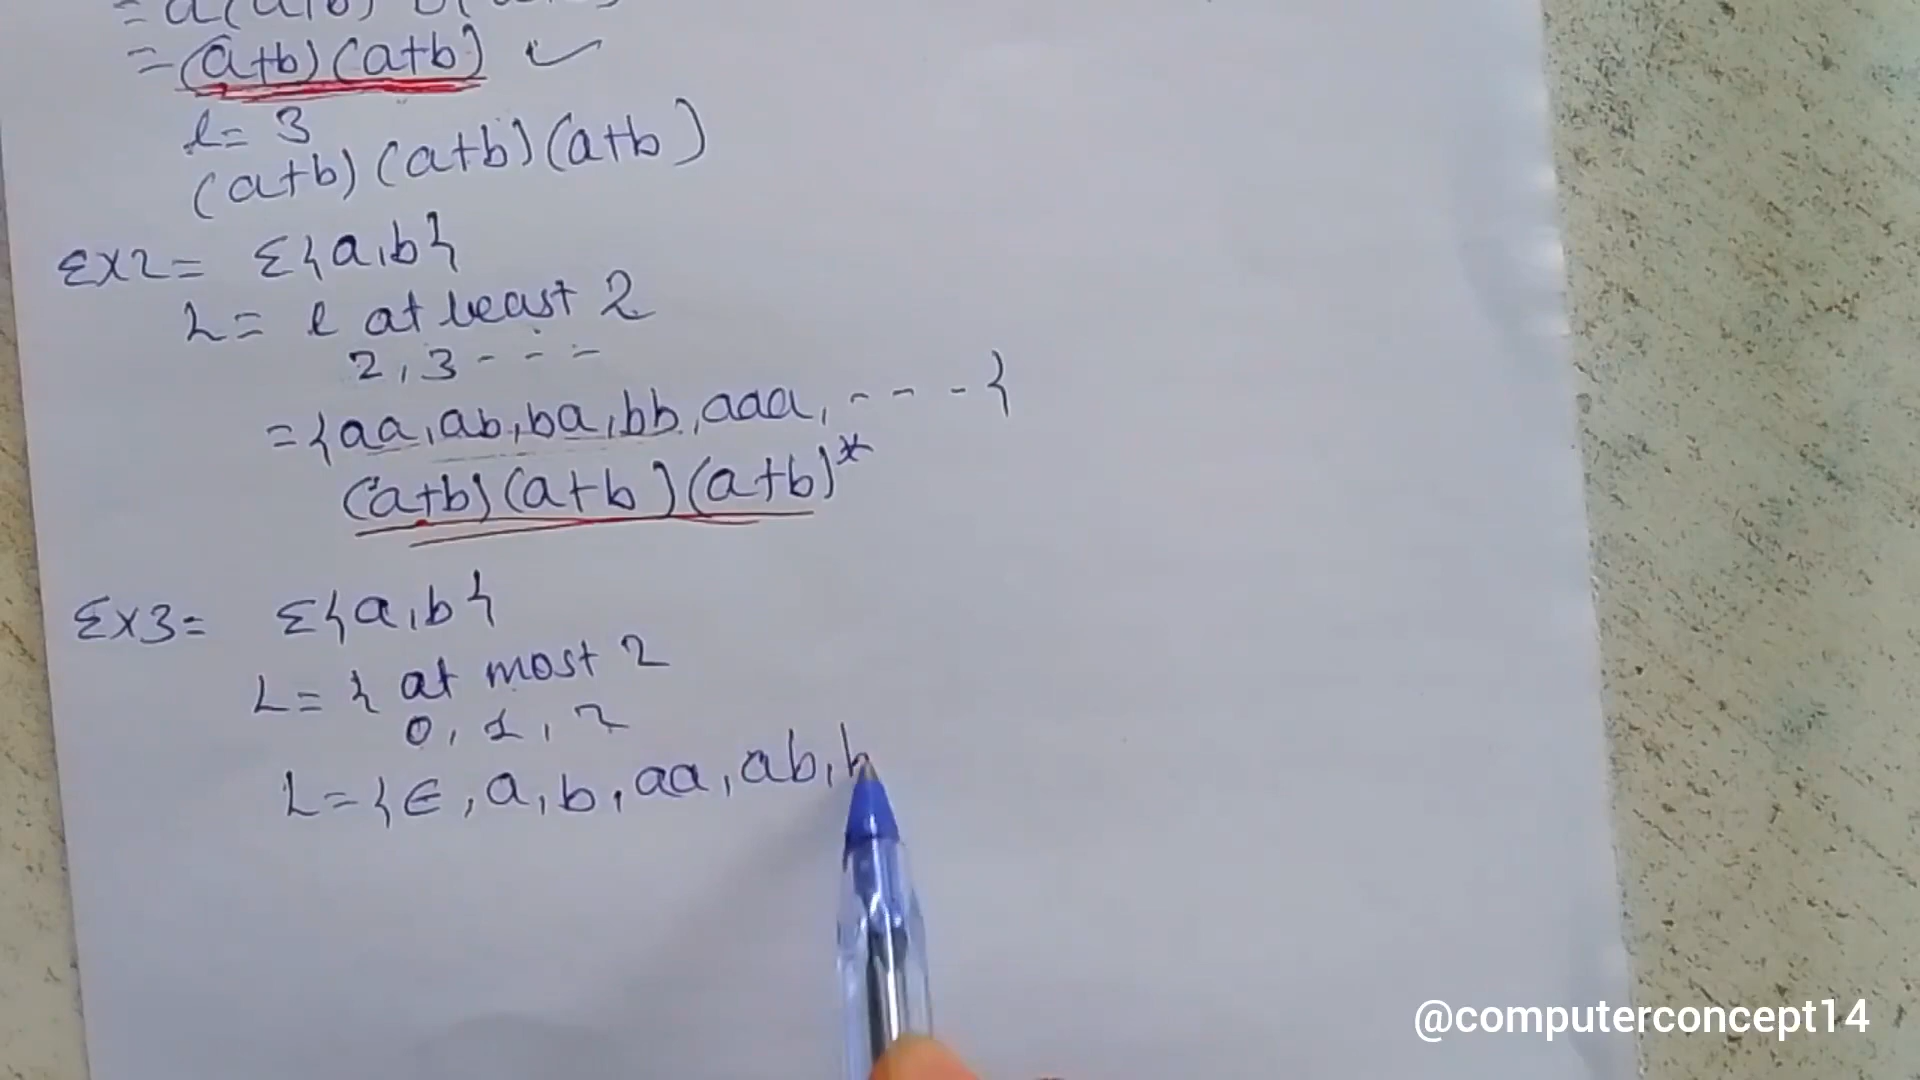 = (a+b)(a+b)
l = 3
(a+b)(a+b)(a+b)
Ex2 = Σ{a,b}
L = l at least 2
2, 3 - - -
= {aa, ab, ba, bb, aaa, - - - - }
(a+b)(a+b)(a+b)*
Ex3 = Σ{a,b}
L = { at most 2
0, 1, 2
L = {ε, a, b, aa, ab, b
@computerconcept14